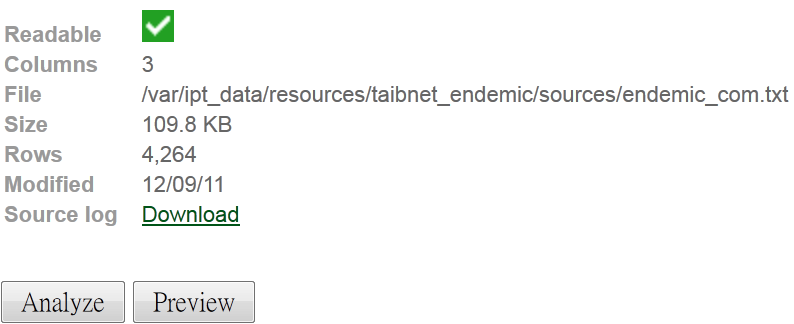 Readable
Columns 3
File /var/ipt_data/resources/taibnet_endemic/sources/endemic_com.txt
Size 109.8 KB
Rows 4,264
Modified 12/09/11
Source log Download
Analyze Preview